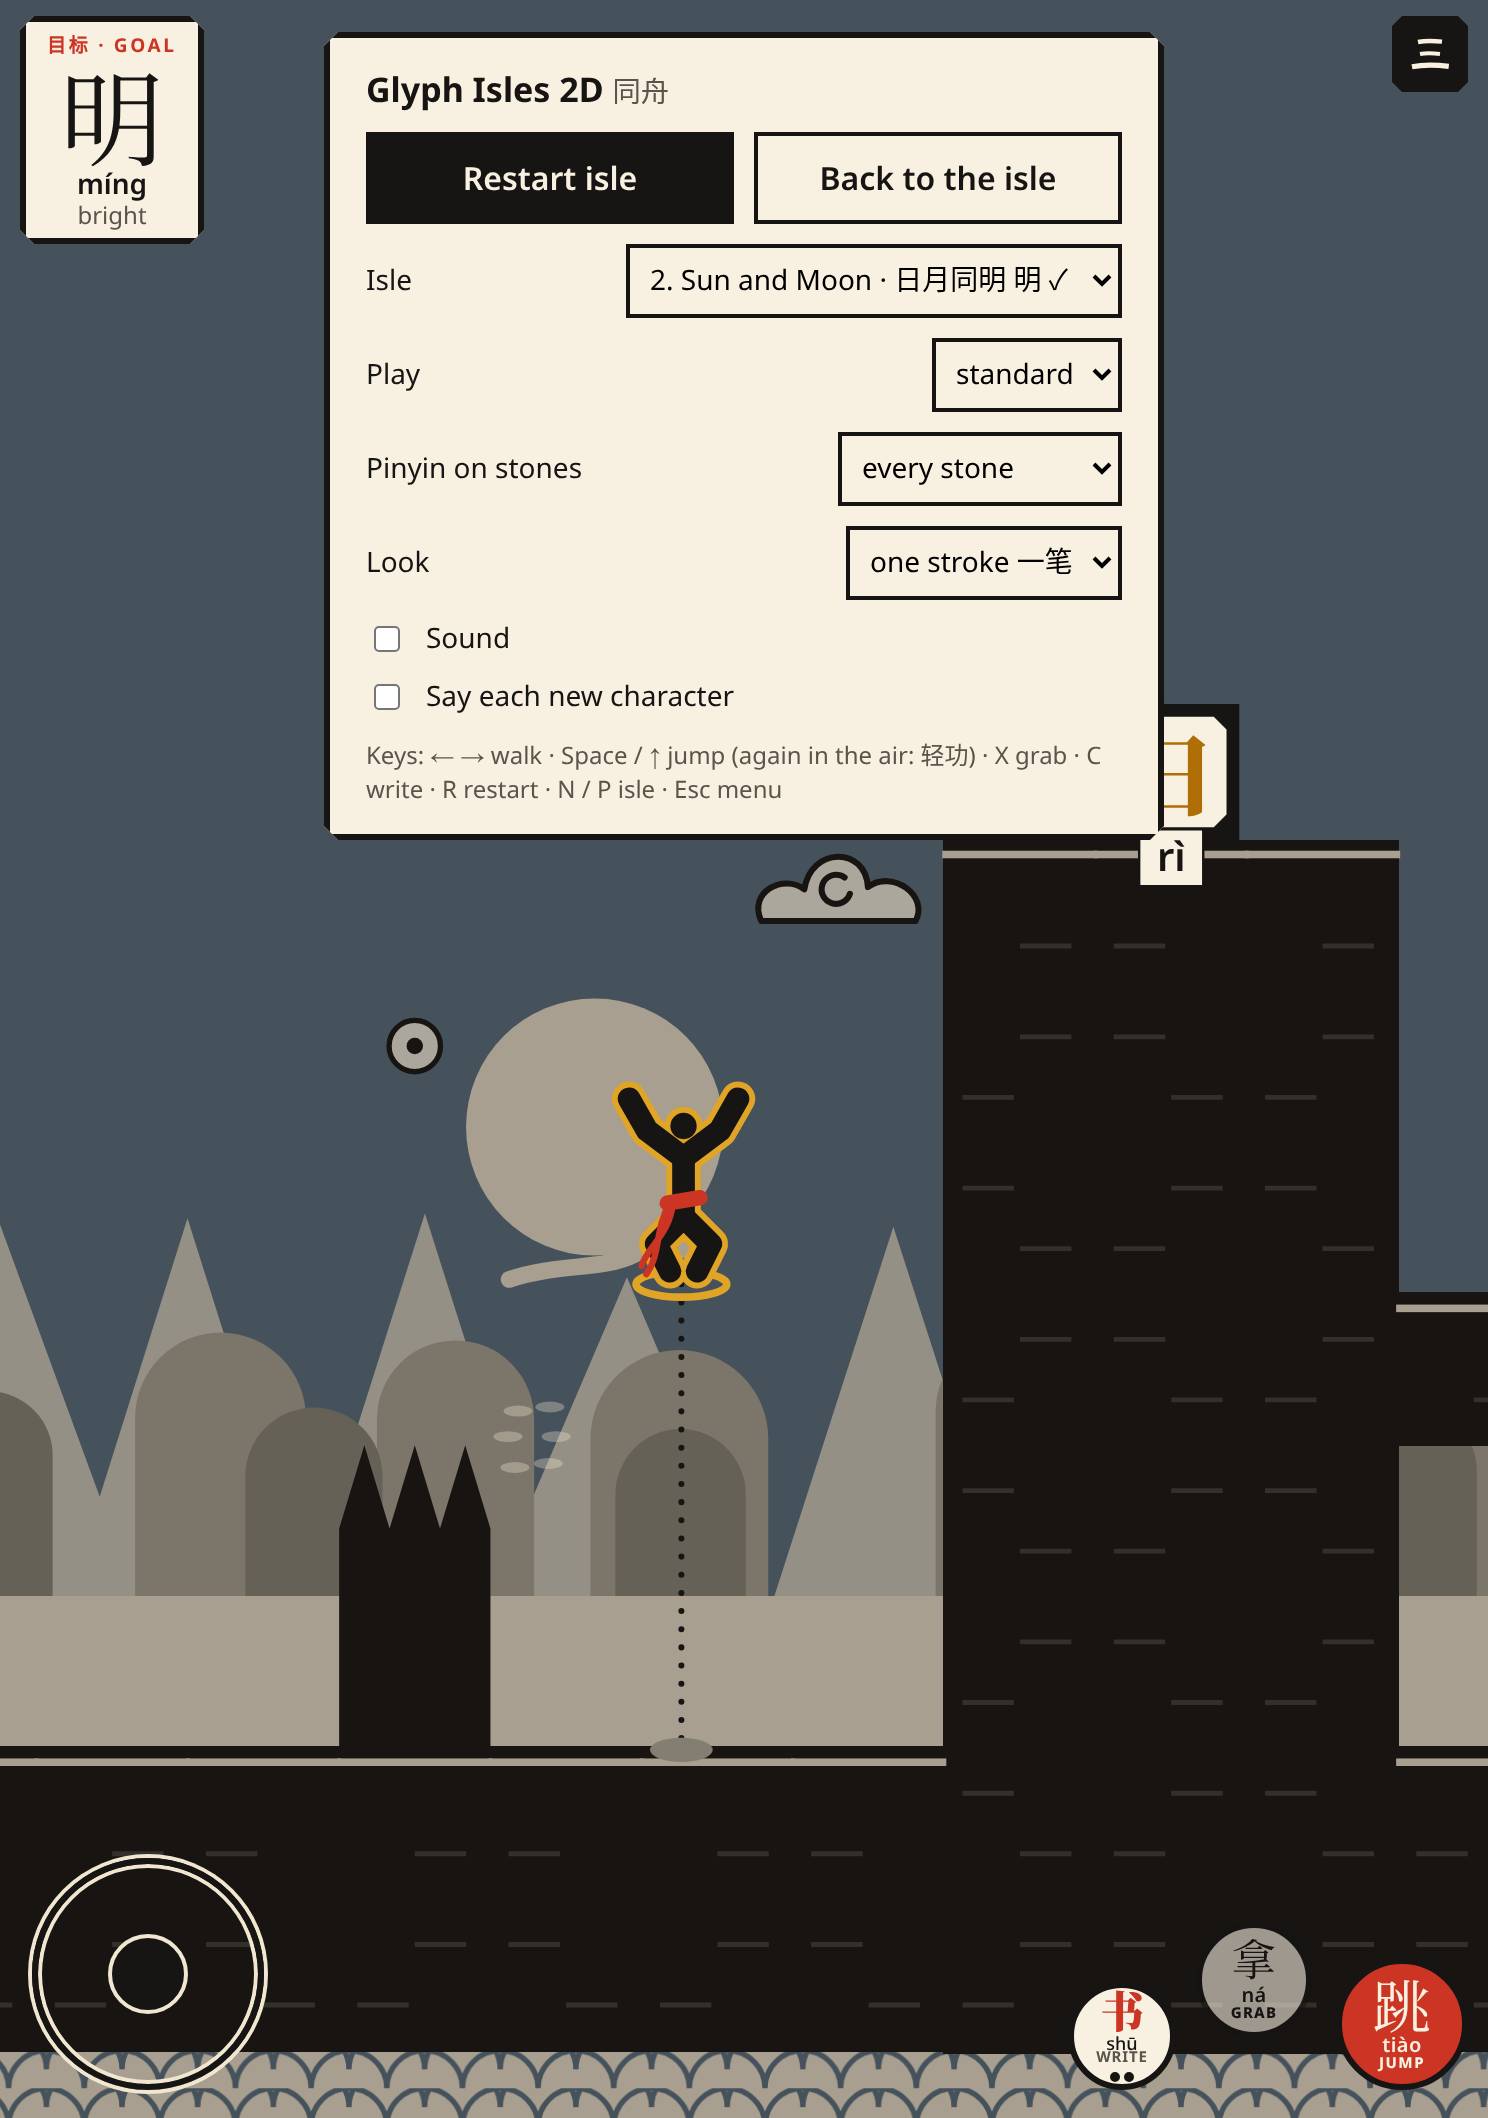 目标 · GOAL
明
míng
bright
三
Glyph Isles 2D 同舟
Restart isle
Back to the isle
Isle
2. Sun and Moon · 日月同明 明 ✓
Play
standard
Pinyin on stones
every stone
Look
one stroke 一笔
Sound
Say each new character
Keys: ← → walk · Space / ↑ jump (again in the air: 轻功) · X grab · C
write · R restart · N / P isle · Esc menu
rì
拿
ná
GRAB
书
shū
WRITE
跳
tiào
JUMP